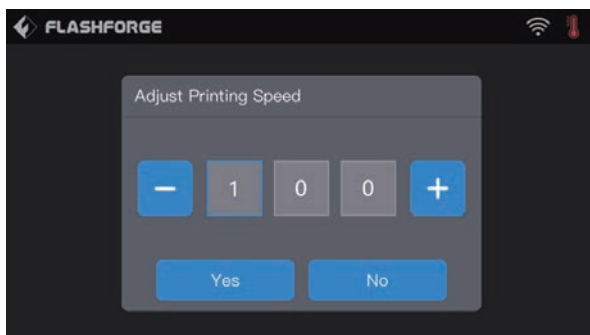 FLASHFORGE
Adjust Printing Speed
− 1 0 0 +
Yes No